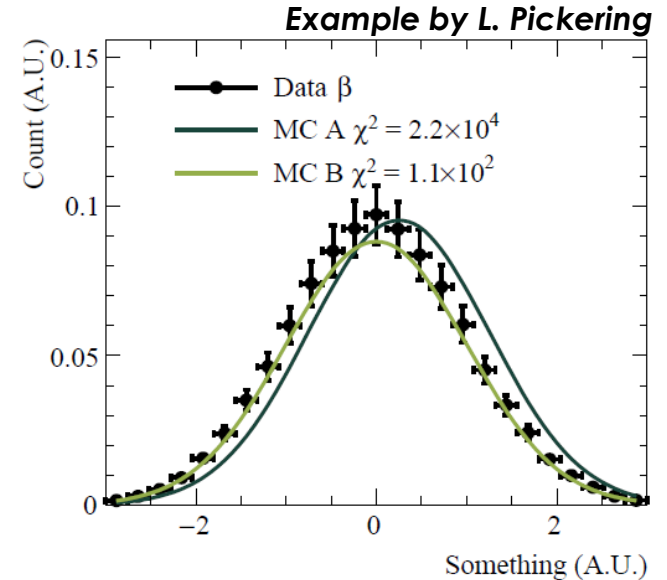 Example by L. Pickering
Count (A.U.)
0.15
0.1
0.05
0
Data β
MC A χ² = 2.2×10⁴
MC B χ² = 1.1×10²
−2
0
2
Something (A.U.)